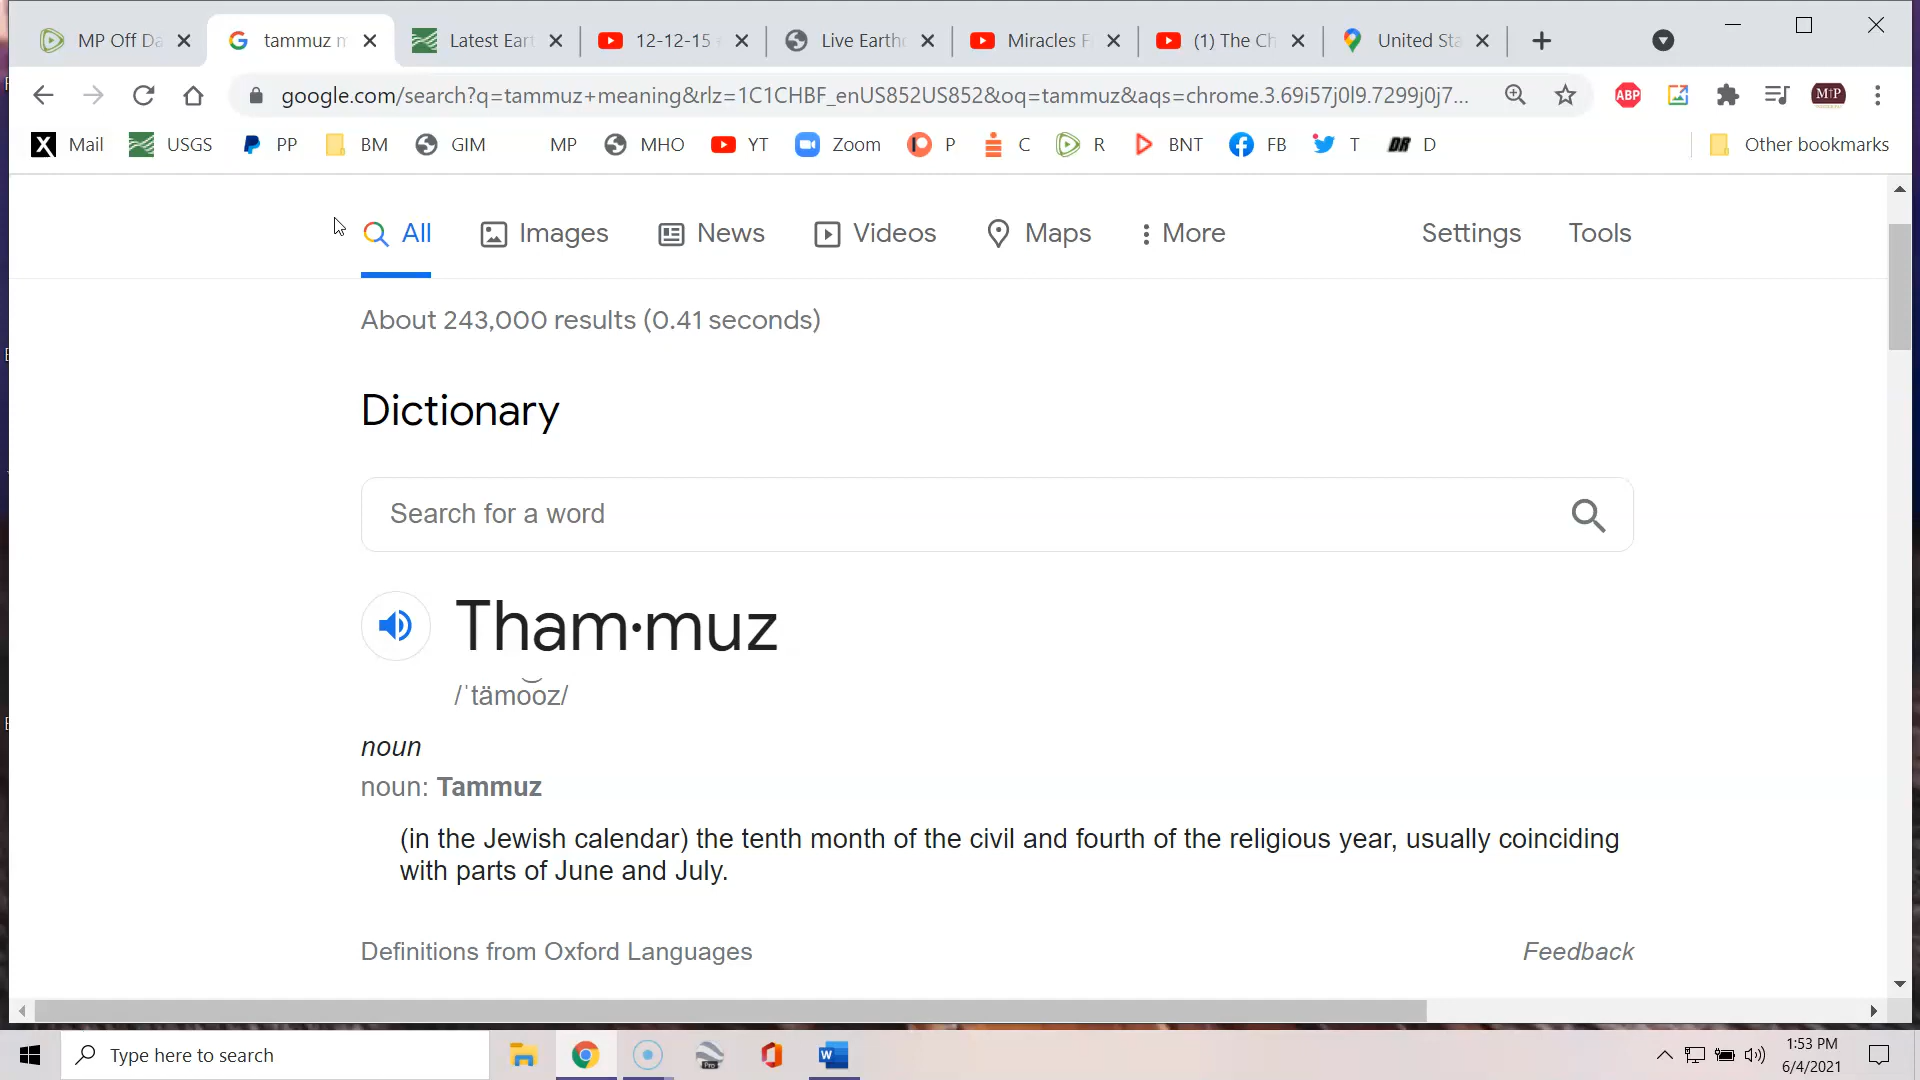 MP Off Da
tammuz m
Latest Eart
12-12-15
Live Earth
Miracles F
(1) The Ch
United Sta
google.com/search?q=tammuz+meaning&rlz=1C1CHBF_enUS852US852&oq=tammuz&aqs=chrome.3.69i57j0l9.7299j0j7...
ABP
M†P
X Mail USGS PP BM GIM MP MHO YT Zoom P C R BNT FB T DR D Other bookmarks
All Images News Videos Maps More Settings Tools
About 243,000 results (0.41 seconds)
Dictionary
Search for a word
Tham·muz
/ˈtämo͝oz/
noun
noun: Tammuz
(in the Jewish calendar) the tenth month of the civil and fourth of the religious year, usually coinciding
with parts of June and July.
Definitions from Oxford Languages Feedback
Type here to search
1:53 PM
6/4/2021